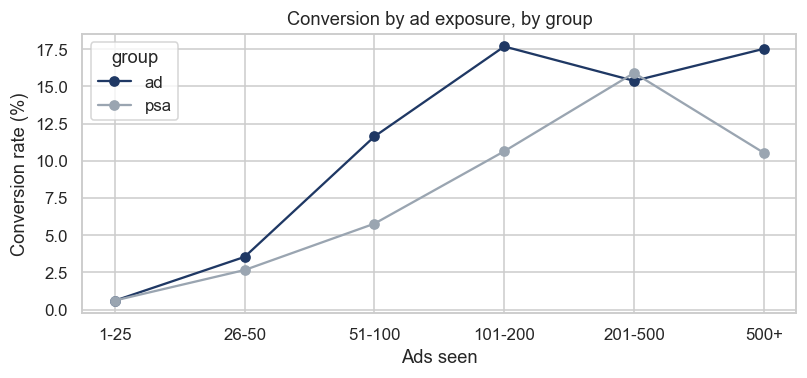 Conversion by ad exposure, by group
group
ad
psa
Conversion rate (%)
17.5
15.0
12.5
10.0
7.5
5.0
2.5
0.0
1-25 26-50 51-100 101-200 201-500 500+
Ads seen